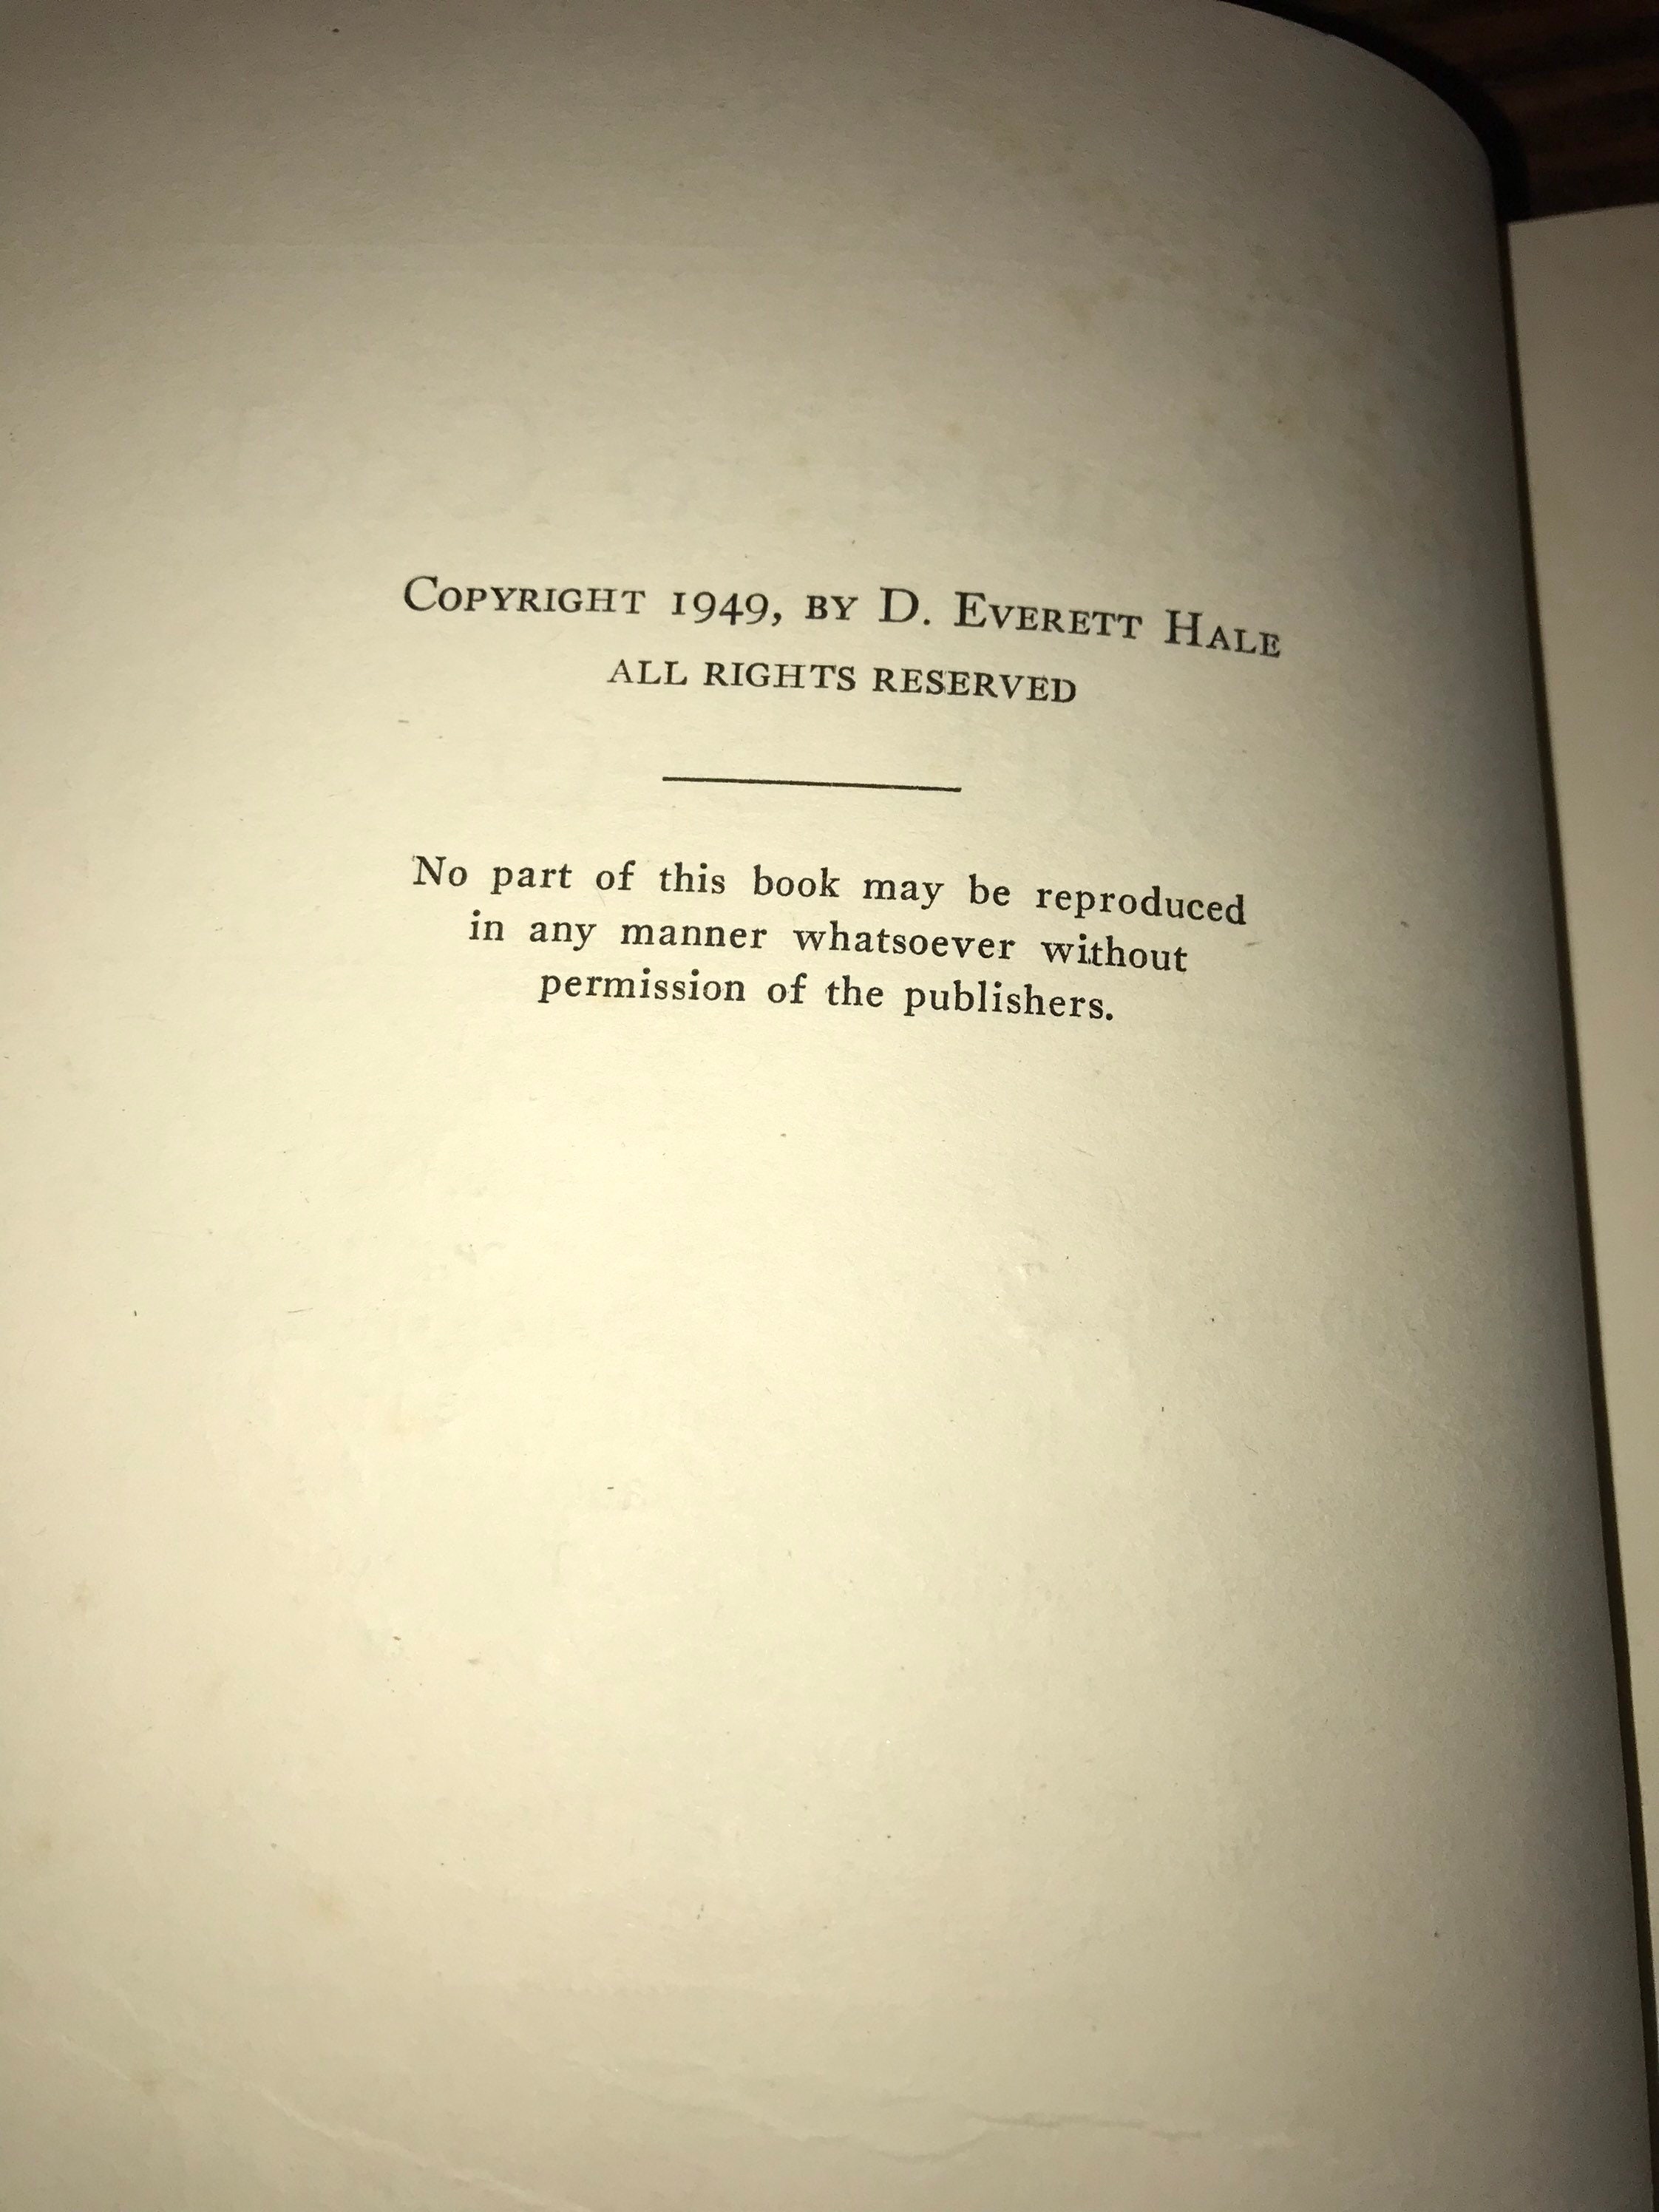 Copyright 1949, by D. Everett Hale
ALL RIGHTS RESERVED
No part of this book may be reproduced
in any manner whatsoever without
permission of the publishers.